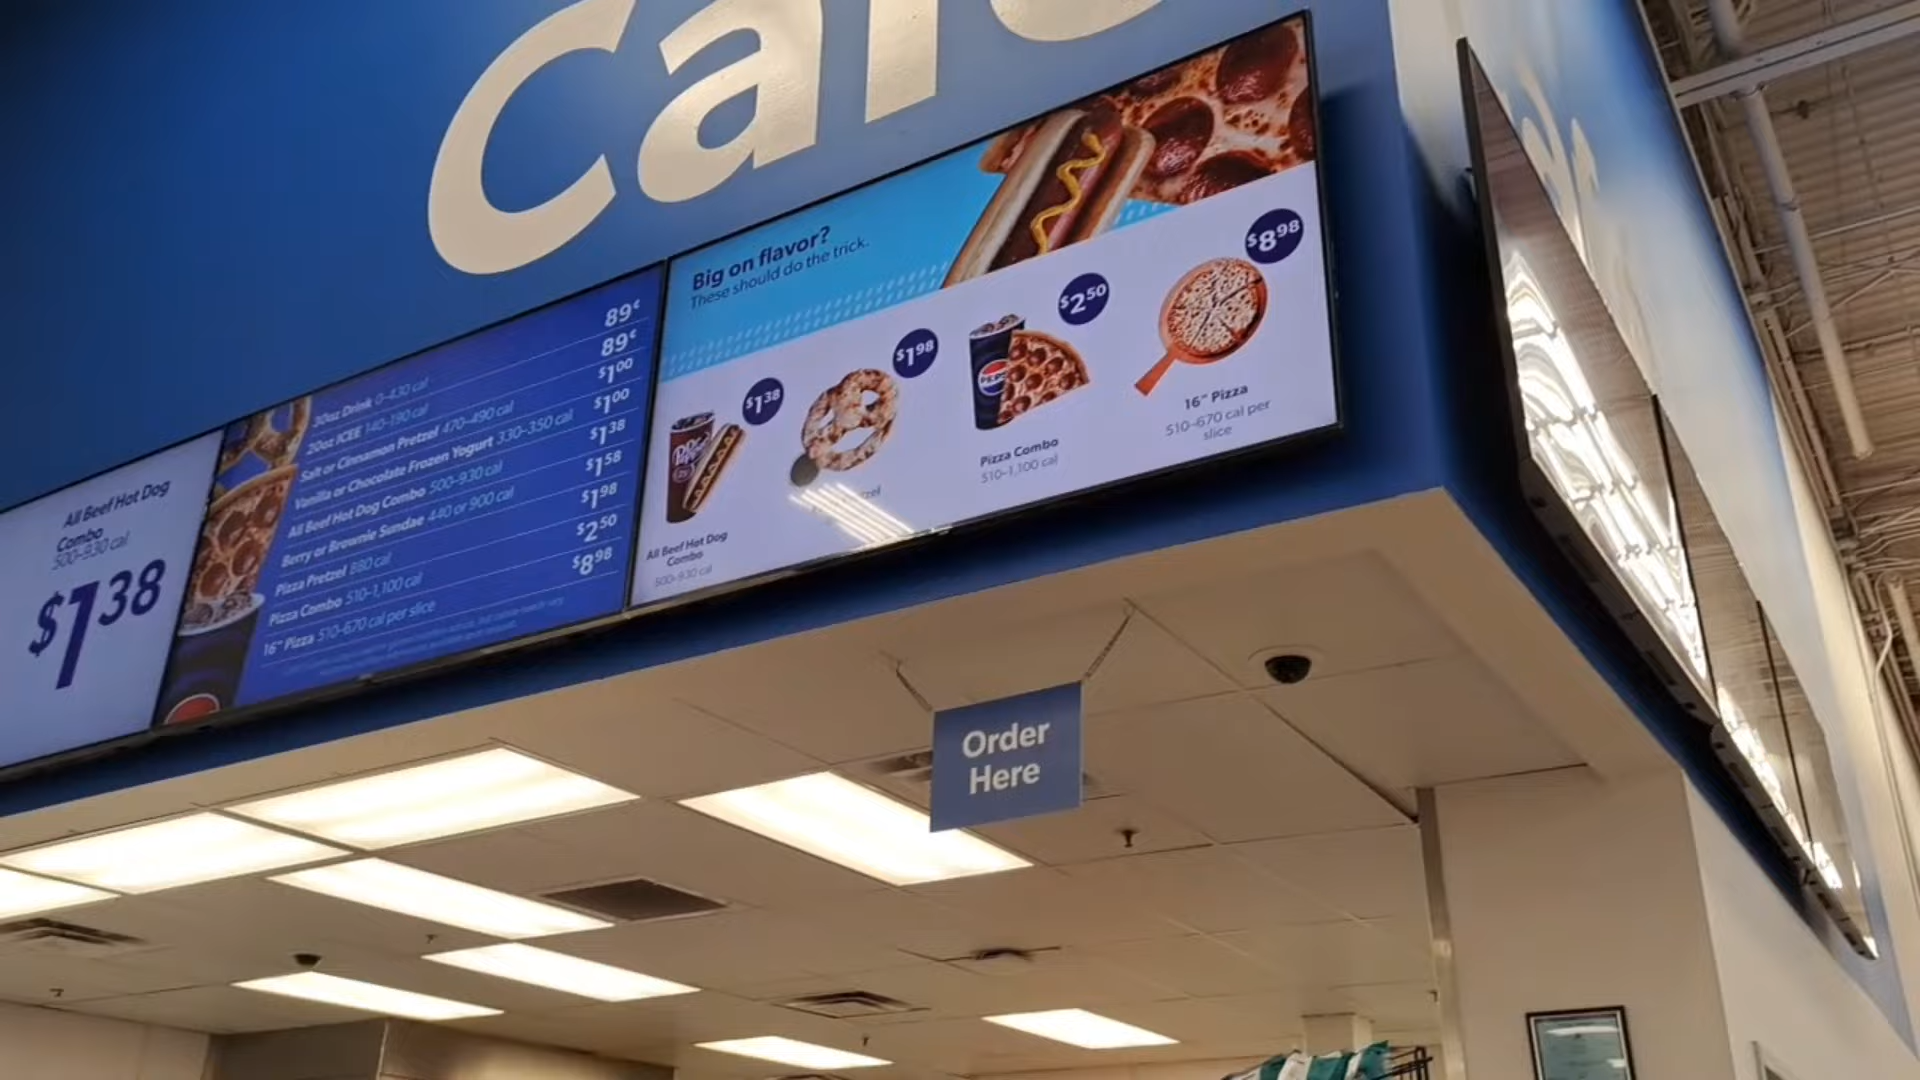 Café
All Beef Hot Dog
Combo
500-930 cal
$1.38
30oz Drink 0-430 cal 89¢
20oz ICEE 140-190 cal 89¢
Salt or Cinnamon Pretzel 470-490 cal $1.00
Vanilla or Chocolate Frozen Yogurt 330-350 cal $1.00
All Beef Hot Dog Combo 500-930 cal $1.38
Berry or Brownie Sundae 440 or 900 cal $1.58
Pizza Pretzel 880 cal $1.98
Pizza Combo 510-1,100 cal $2.50
16" Pizza 510-670 cal per slice $8.98
Big on flavor?
These should do the trick.
$1.38
All Beef Hot Dog
Combo
500-930 cal
$1.98
$2.50
PEPSI
Pizza Combo
510-1,100 cal
$8.98
16" Pizza
510-670 cal per
slice
Order
Here